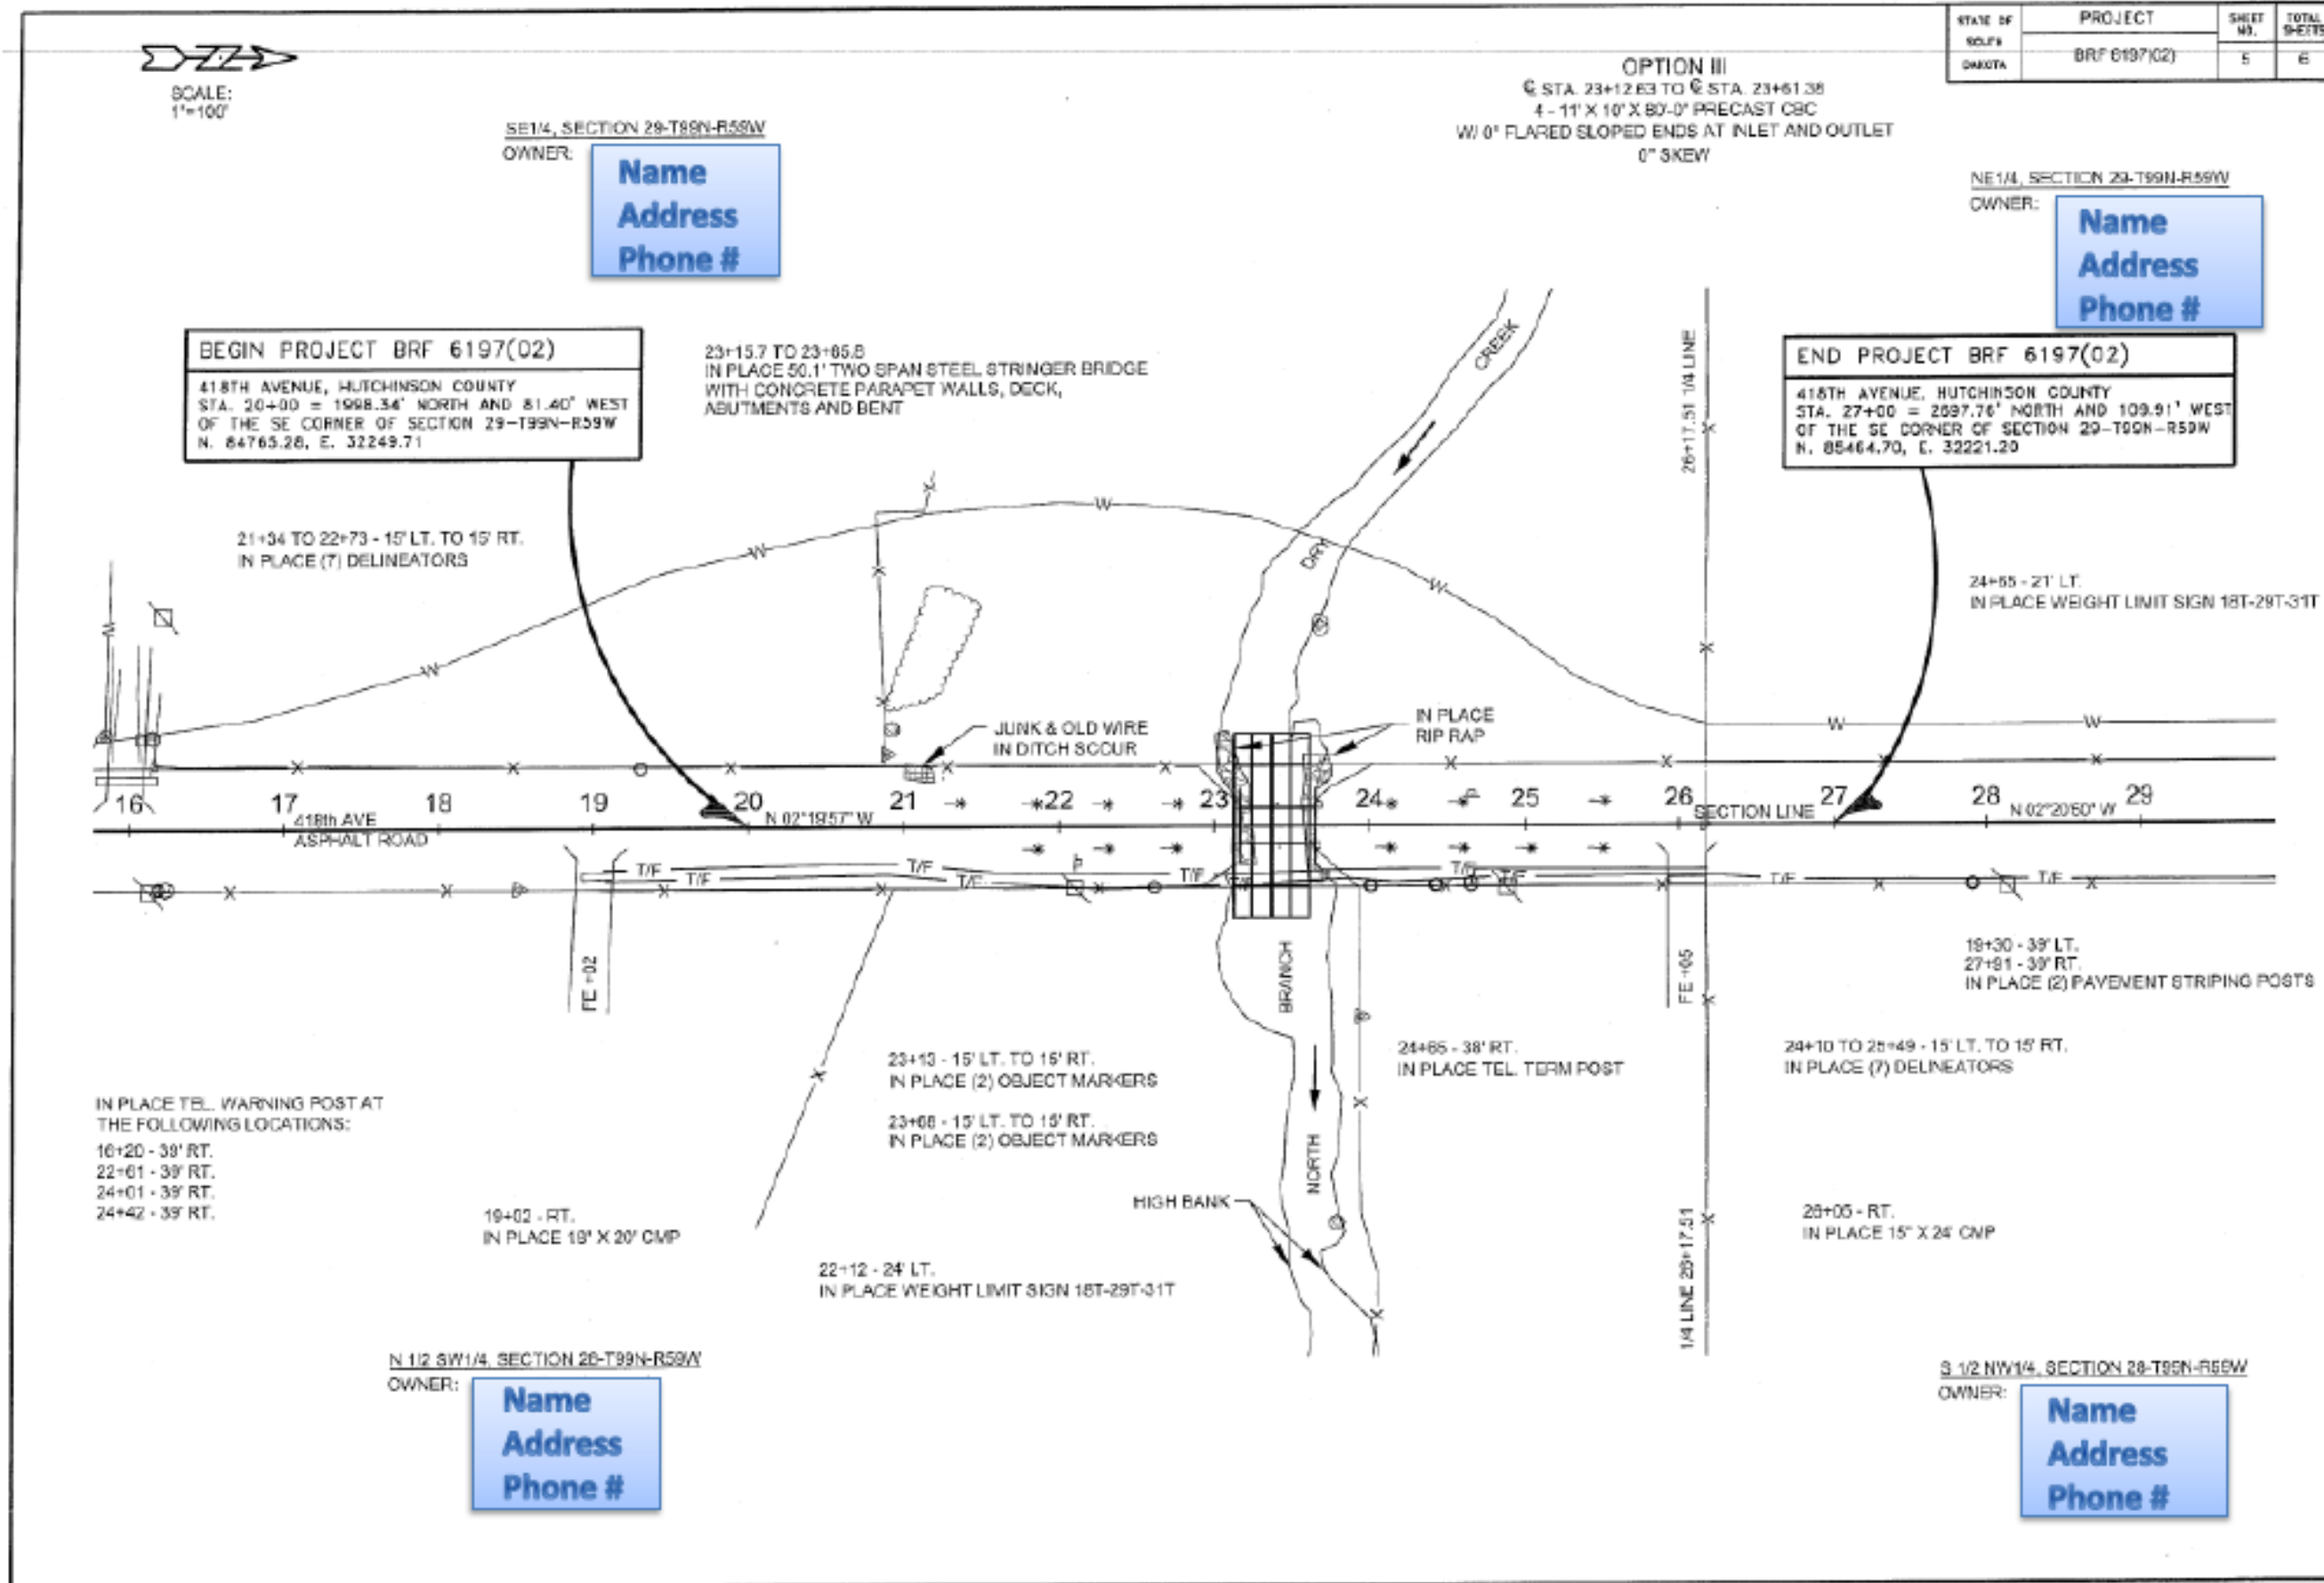 STATE OF SOUTH DAKOTA
PROJECT
BRF 6197(02)
SHEET NO.
5
TOTAL SHEETS
6
SCALE:
1"=100'
OPTION III
℄ STA. 23+12.63 TO ℄ STA. 23+61.38
4 - 11' X 10' X 80'-0" PRECAST CBC
W/ 0° FLARED SLOPED ENDS AT INLET AND OUTLET
0° SKEW
SE1/4, SECTION 29-T99N-R59W
OWNER:
Name
Address
Phone #
NE1/4, SECTION 29-T99N-R59W
OWNER:
Name
Address
Phone #
BEGIN PROJECT BRF 6197(02)
418TH AVENUE, HUTCHINSON COUNTY
STA. 20+00 = 1998.34' NORTH AND 81.40' WEST
OF THE SE CORNER OF SECTION 29-T99N-R59W
N. 84765.28, E. 32249.71
23+15.7 TO 23+65.8
IN PLACE 50.1' TWO SPAN STEEL STRINGER BRIDGE
WITH CONCRETE PARAPET WALLS, DECK,
ABUTMENTS AND BENT
END PROJECT BRF 6197(02)
418TH AVENUE, HUTCHINSON COUNTY
STA. 27+00 = 2697.76' NORTH AND 109.91' WEST
OF THE SE CORNER OF SECTION 29-T99N-R59W
N. 85464.70, E. 32221.20
CREEK
DRY
26+17.51 1/4 LINE
21+34 TO 22+73 - 15' LT. TO 15' RT.
IN PLACE (7) DELINEATORS
24+65 - 21' LT.
IN PLACE WEIGHT LIMIT SIGN 18T-29T-31T
W W W W W W W
JUNK & OLD WIRE
IN DITCH SCOUR
IN PLACE
RIP RAP
16 17 18 19 20 21 22 23 24 25 26 27 28 29
418th AVE
ASPHALT ROAD
N 02°19'57" W
SECTION LINE
N 02°20'50" W
T/F T/F T/F T/F T/F T/F T/F T/F T/F
FE +02
BRANCH
NORTH
FE +05
19+30 - 39' LT.
27+91 - 39' RT.
IN PLACE (2) PAVEMENT STRIPING POSTS
23+13 - 15' LT. TO 15' RT.
IN PLACE (2) OBJECT MARKERS
23+68 - 15' LT. TO 15' RT.
IN PLACE (2) OBJECT MARKERS
24+65 - 38' RT.
IN PLACE TEL. TERM POST
24+10 TO 25+49 - 15' LT. TO 15' RT.
IN PLACE (7) DELINEATORS
IN PLACE TEL. WARNING POST AT
THE FOLLOWING LOCATIONS:
16+20 - 39' RT.
22+61 - 39' RT.
24+01 - 39' RT.
24+42 - 39' RT.
19+02 - RT.
IN PLACE 18" X 20' CMP
HIGH BANK
22+12 - 24' LT.
IN PLACE WEIGHT LIMIT SIGN 18T-29T-31T
1/4 LINE 26+17.51
26+05 - RT.
IN PLACE 15" X 24' CMP
N 1/2 SW1/4, SECTION 28-T99N-R59W
OWNER:
Name
Address
Phone #
S 1/2 NW1/4, SECTION 28-T99N-R59W
OWNER:
Name
Address
Phone #